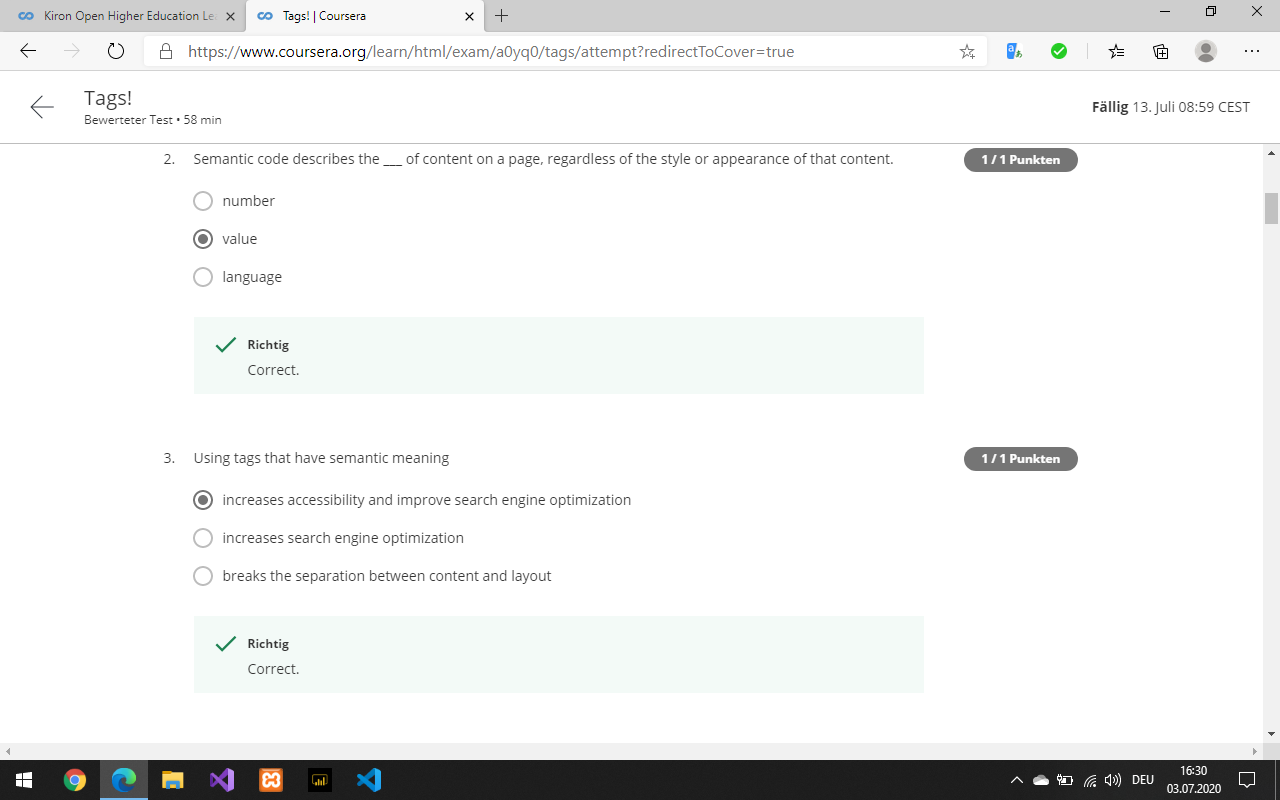 Kiron Open Higher Education Le
Tags! | Coursera
https://www.coursera.org/learn/html/exam/a0yq0/tags/attempt?redirectToCover=true
Tags!
Bewerteter Test • 58 min
Fällig 13. Juli 08:59 CEST
2. Semantic code describes the ___ of content on a page, regardless of the style or appearance of that content.
1 / 1 Punkten
number
value
language
Richtig
Correct.
3. Using tags that have semantic meaning
1 / 1 Punkten
increases accessibility and improve search engine optimization
increases search engine optimization
breaks the separation between content and layout
Richtig
Correct.
DEU
16:30
03.07.2020